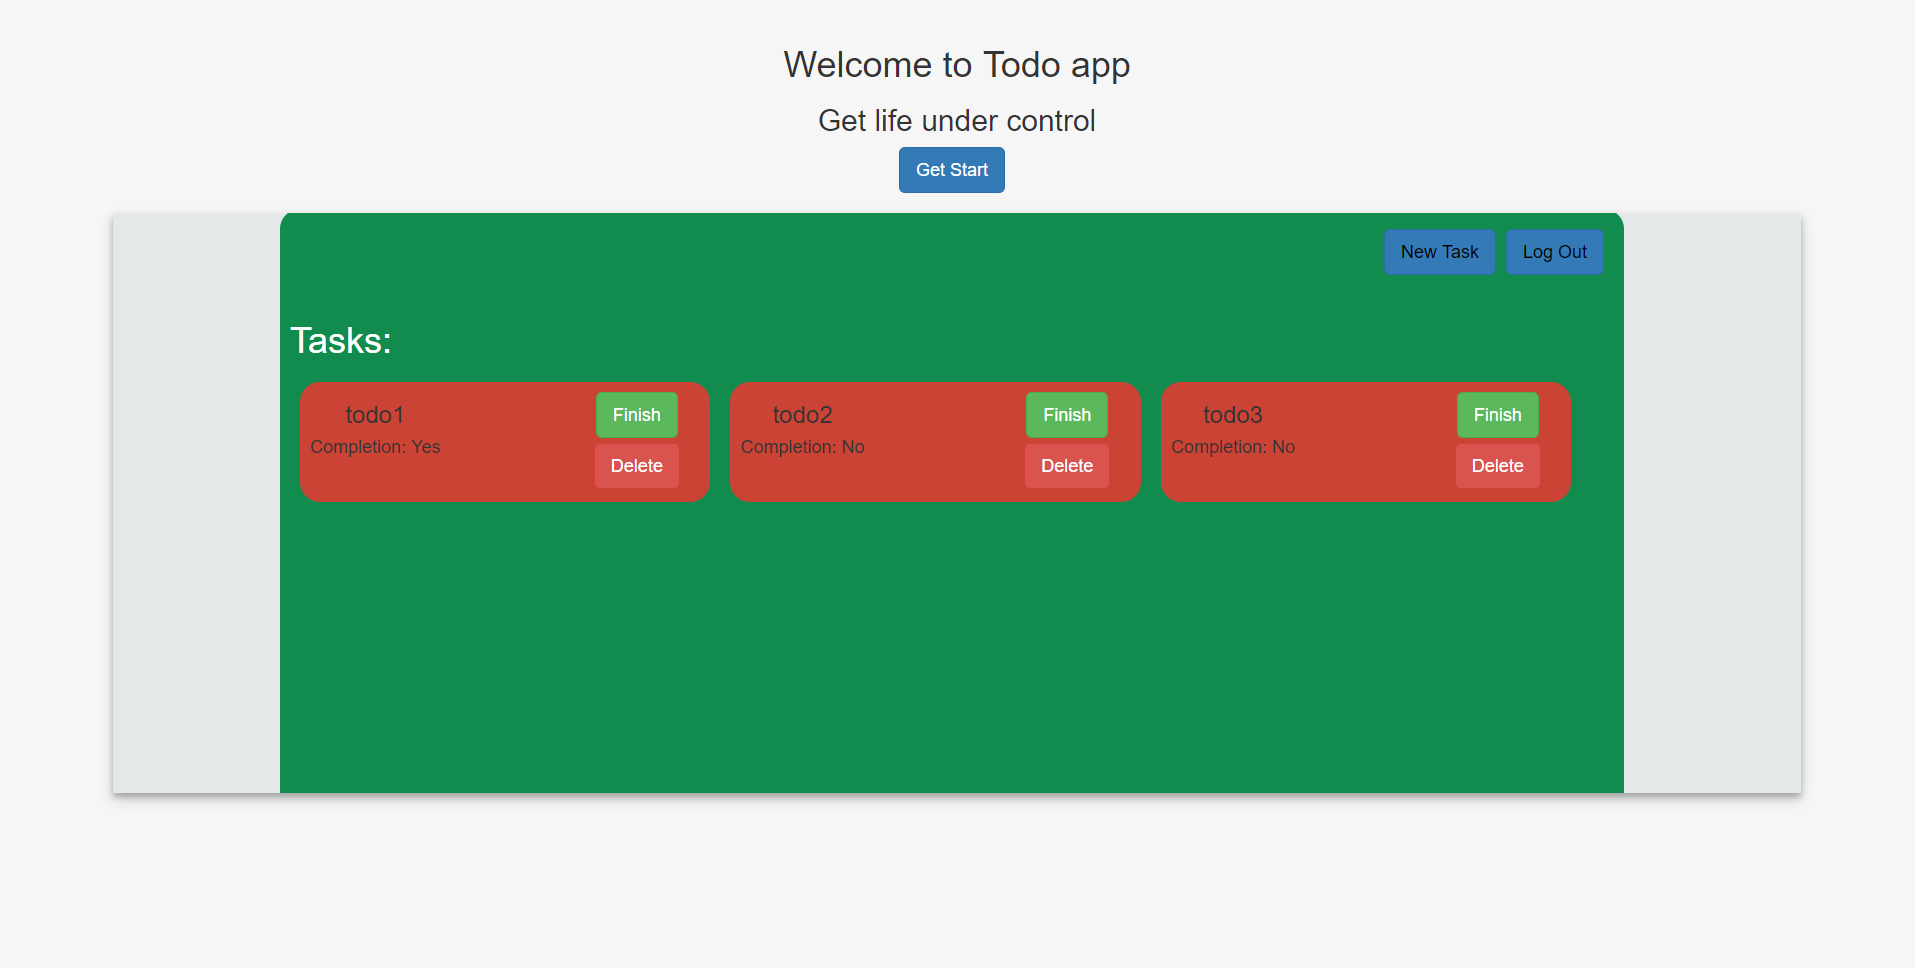 Welcome to Todo app
Get life under control
Get Start
New Task Log Out
Tasks:
todo1 Finish
Completion: Yes
Delete
todo2 Finish
Completion: No
Delete
todo3 Finish
Completion: No
Delete